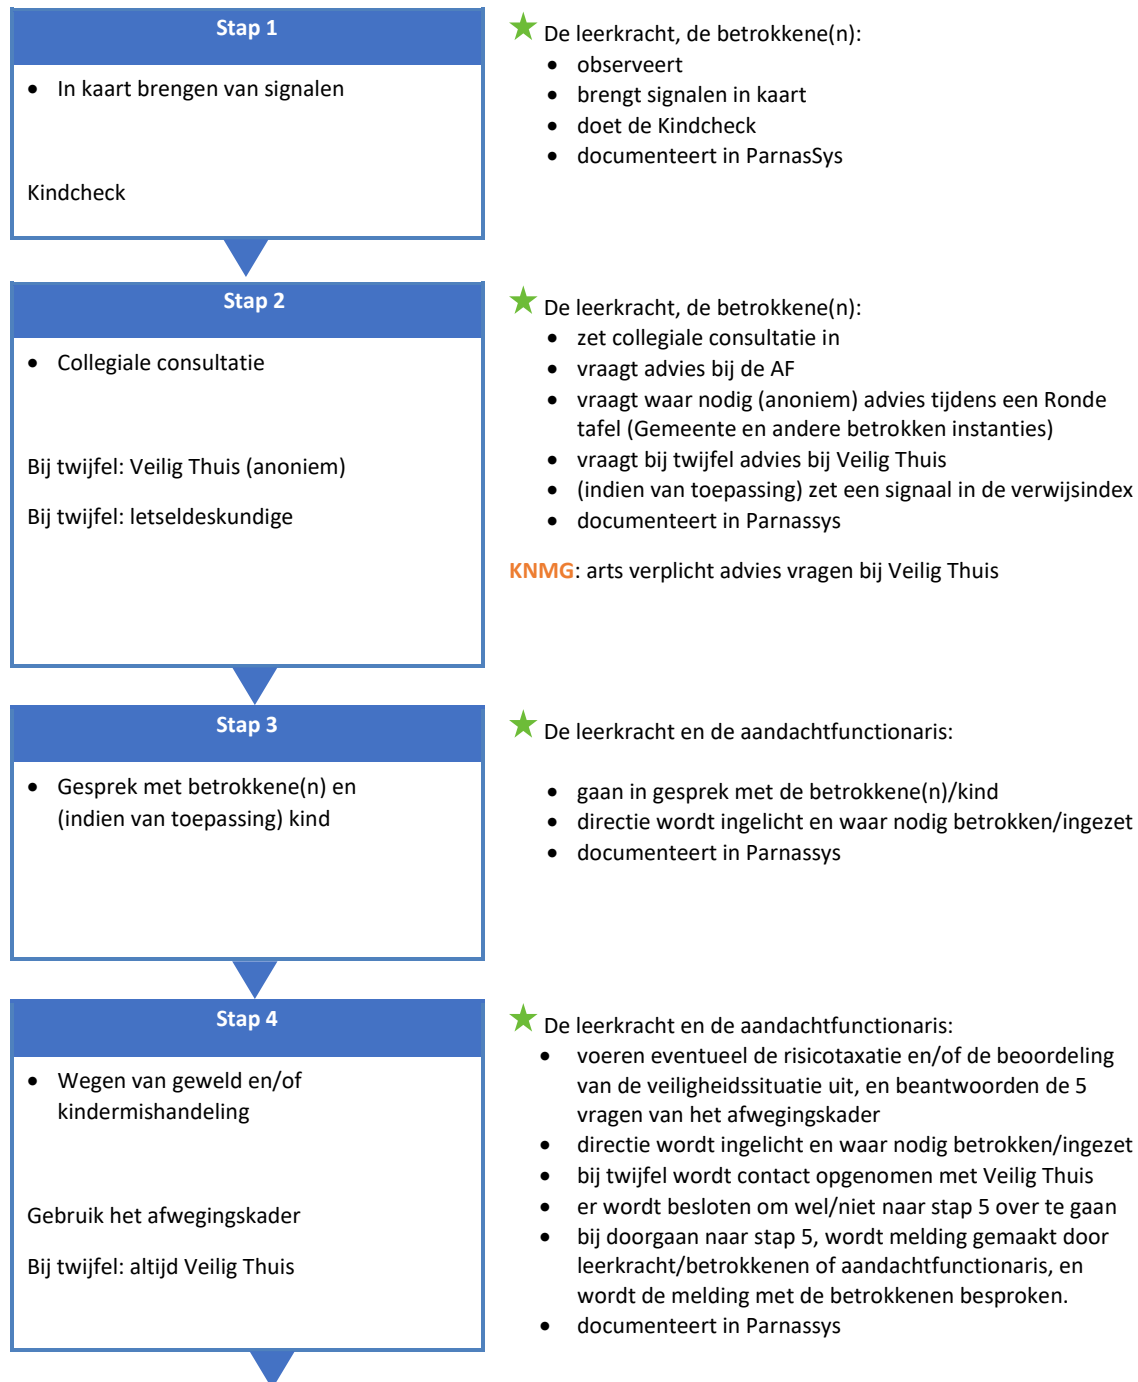 Stap 1
• In kaart brengen van signalen
Kindcheck
De leerkracht, de betrokkene(n):
• observeert
• brengt signalen in kaart
• doet de Kindcheck
• documenteert in ParnasSys
Stap 2
• Collegiale consultatie
Bij twijfel: Veilig Thuis (anoniem)
Bij twijfel: letseldeskundige
De leerkracht, de betrokkene(n):
• zet collegiale consultatie in
• vraagt advies bij de AF
• vraagt waar nodig (anoniem) advies tijdens een Ronde
tafel (Gemeente en andere betrokken instanties)
• vraagt bij twijfel advies bij Veilig Thuis
• (indien van toepassing) zet een signaal in de verwijsindex
• documenteert in Parnassys
KNMG: arts verplicht advies vragen bij Veilig Thuis
Stap 3
• Gesprek met betrokkene(n) en
(indien van toepassing) kind
De leerkracht en de aandachtfunctionaris:
• gaan in gesprek met de betrokkene(n)/kind
• directie wordt ingelicht en waar nodig betrokken/ingezet
• documenteert in Parnassys
Stap 4
• Wegen van geweld en/of
kindermishandeling
Gebruik het afwegingskader
Bij twijfel: altijd Veilig Thuis
De leerkracht en de aandachtfunctionaris:
• voeren eventueel de risicotaxatie en/of de beoordeling
van de veiligheidssituatie uit, en beantwoorden de 5
vragen van het afwegingskader
• directie wordt ingelicht en waar nodig betrokken/ingezet
• bij twijfel wordt contact opgenomen met Veilig Thuis
• er wordt besloten om wel/niet naar stap 5 over te gaan
• bij doorgaan naar stap 5, wordt melding gemaakt door
leerkracht/betrokkenen of aandachtfunctionaris, en
wordt de melding met de betrokkenen besproken.
• documenteert in Parnassys